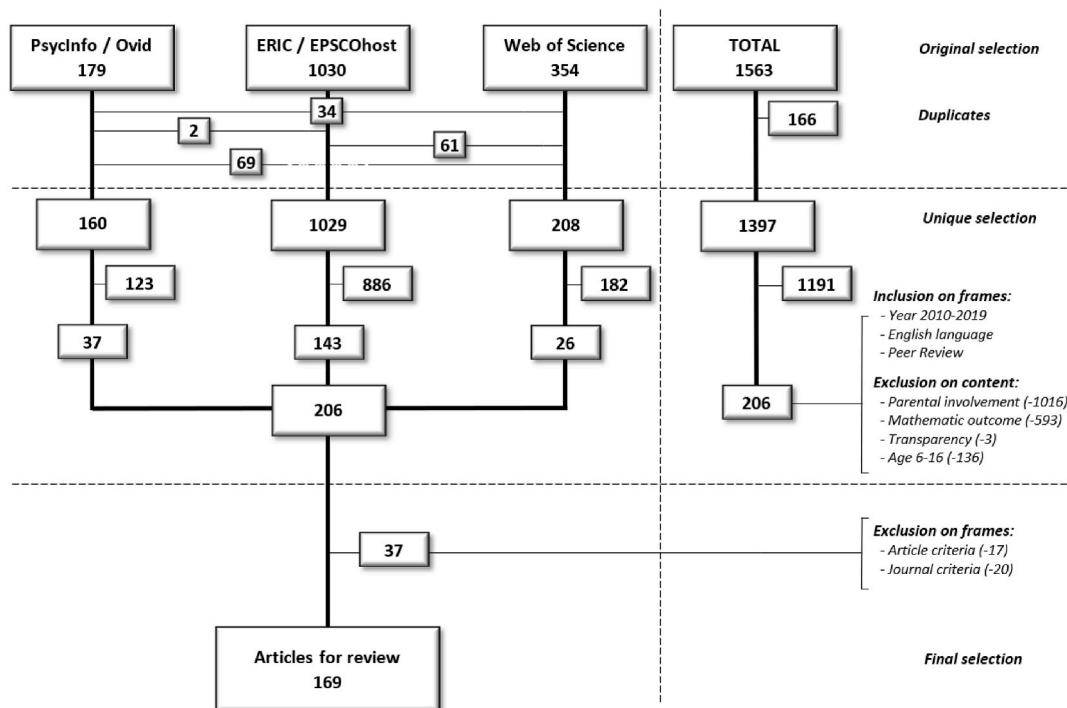 PsycInfo / Ovid
179
ERIC / EPSCOhost
1030
Web of Science
354
TOTAL
1563
Original selection
34
2
61
69
166
Duplicates
160
1029
208
1397
Unique selection
123
886
182
1191
37
143
26
206
206
Inclusion on frames:
- Year 2010-2019
- English language
- Peer Review
Exclusion on content:
- Parental involvement (-1016)
- Mathematic outcome (-593)
- Transparency (-3)
- Age 6-16 (-136)
37
Exclusion on frames:
- Article criteria (-17)
- Journal criteria (-20)
Articles for review
169
Final selection